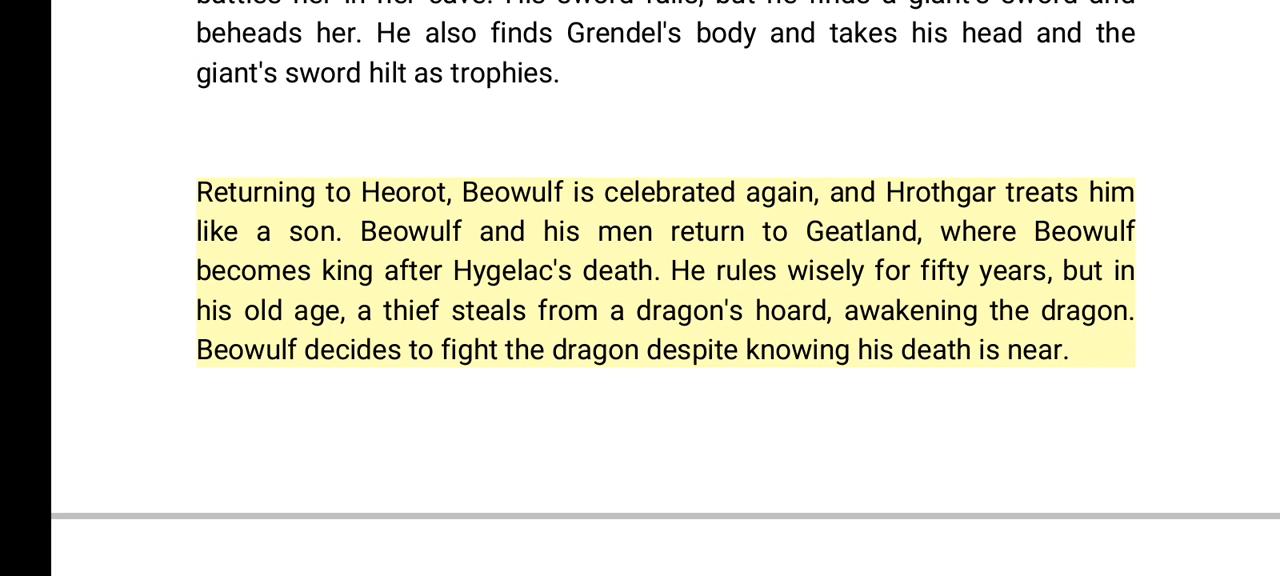 beheads her. He also finds Grendel's body and takes his head and the
giant's sword hilt as trophies.
Returning to Heorot, Beowulf is celebrated again, and Hrothgar treats him
like a son. Beowulf and his men return to Geatland, where Beowulf
becomes king after Hygelac's death. He rules wisely for fifty years, but in
his old age, a thief steals from a dragon's hoard, awakening the dragon.
Beowulf decides to fight the dragon despite knowing his death is near.